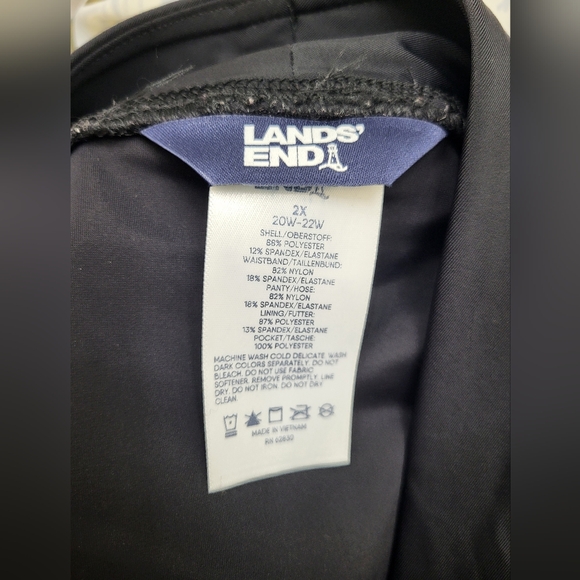 LANDS'
END
2X
20W-22W
SHELL/OBERSTOFF:
88% POLYESTER
12% SPANDEX/ELASTANE
WAISTBAND/TAILLENBUND:
82% NYLON
18% SPANDEX/ELASTANE
PANTY/HOSE:
82% NYLON
18% SPANDEX/ELASTANE
LINING/FUTTER:
87% POLYESTER
13% SPANDEX/ELASTANE
POCKET/TASCHE:
100% POLYESTER
MACHINE WASH COLD DELICATE. WASH
DARK COLORS SEPARATELY. DO NOT
BLEACH. DO NOT USE FABRIC
SOFTENER. REMOVE PROMPTLY. LINE
DRY. DO NOT IRON. DO NOT DRY
CLEAN.
MADE IN VIETNAM
RN 62830